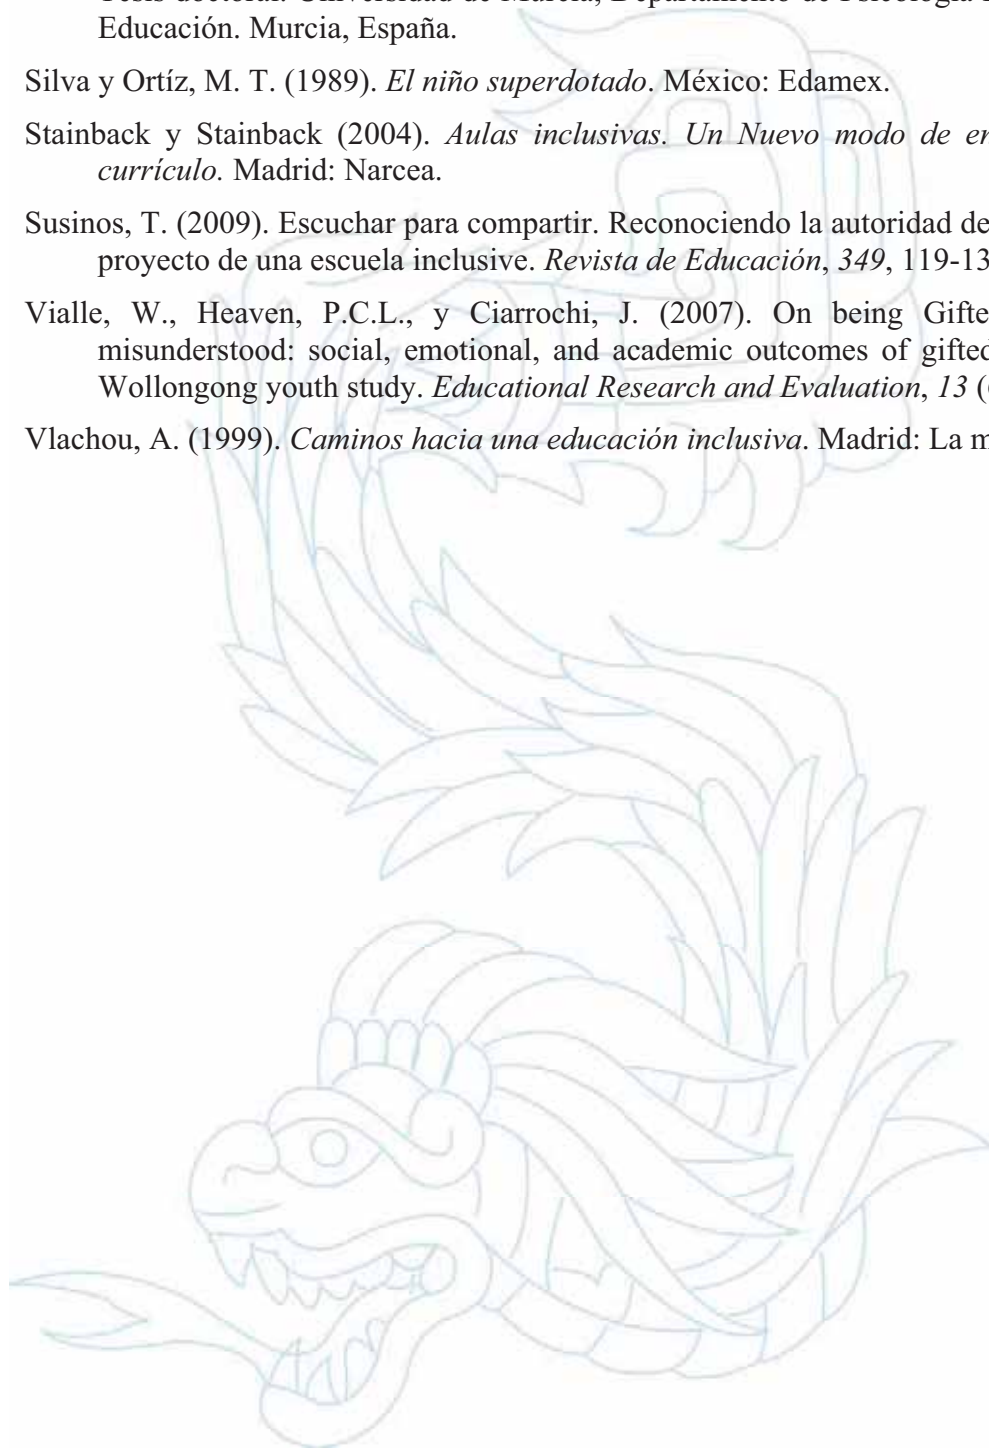 Tesis doctoral. Universidad de Murcia, Departamento de Psicología
Educación. Murcia, España.
Silva y Ortíz, M. T. (1989). El niño superdotado. México: Edamex.
Stainback y Stainback (2004). Aulas inclusivas. Un Nuevo modo de en
currículo. Madrid: Narcea.
Susinos, T. (2009). Escuchar para compartir. Reconociendo la autoridad de
proyecto de una escuela inclusive. Revista de Educación, 349, 119-13
Vialle, W., Heaven, P.C.L., y Ciarrochi, J. (2007). On being Gifte
misunderstood: social, emotional, and academic outcomes of gifted
Wollongong youth study. Educational Research and Evaluation, 13 (
Vlachou, A. (1999). Caminos hacia una educación inclusiva. Madrid: La m